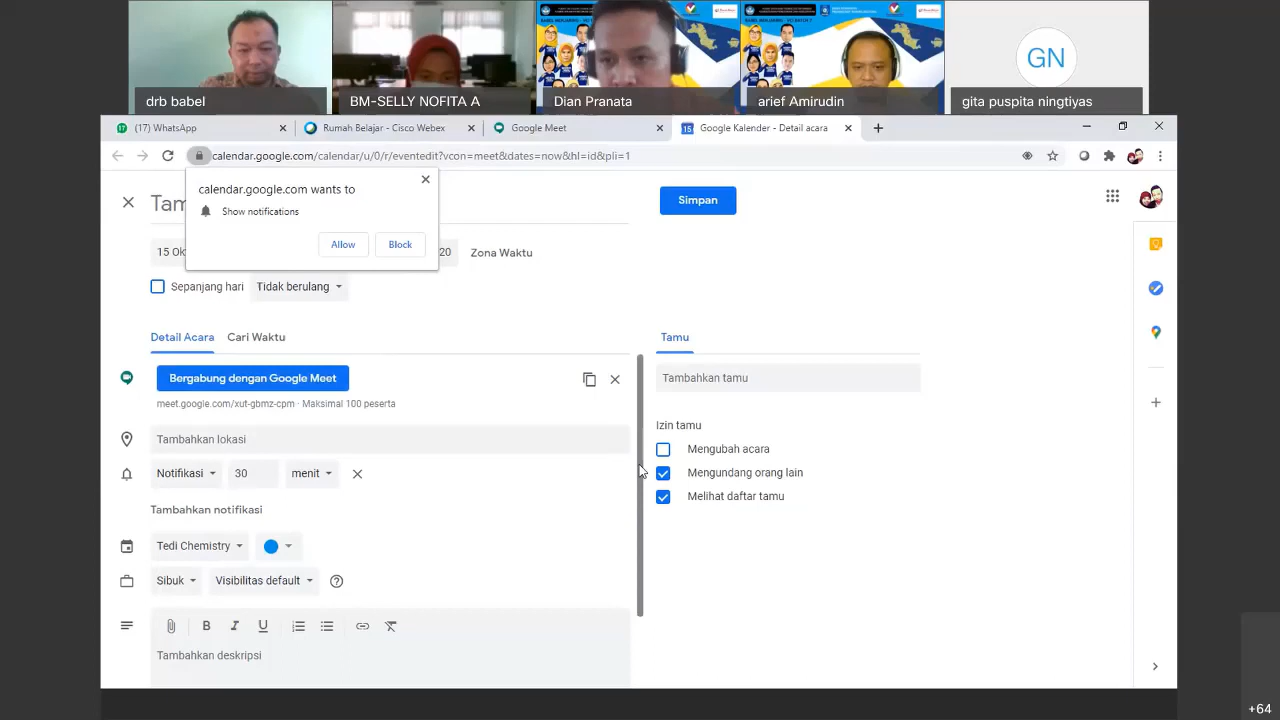 GN
drb babel
BM-SELLY NOFITA A
Dian Pranata
arief Amirudin
gita puspita ningtiyas
(17) WhatsApp
Rumah Belajar - Cisco Webex
Google Meet
Google Kalender - Detail acara
calendar.google.com/calendar/u/0/r/eventedit?vcon=meet&dates=now&hl=id&pli=1
calendar.google.com wants to
Show notifications
Allow
Block
Tam
Simpan
15 Ok
20
Zona Waktu
Sepanjang hari
Tidak berulang
Detail Acara
Cari Waktu
Tamu
Bergabung dengan Google Meet
meet.google.com/xut-gbmz-cpm · Maksimal 100 peserta
Tambahkan tamu
Izin tamu
Tambahkan lokasi
Mengubah acara
Notifikasi
30
menit
Mengundang orang lain
Melihat daftar tamu
Tambahkan notifikasi
Tedi Chemistry
Sibuk
Visibilitas default
B I U
Tambahkan deskripsi
+64